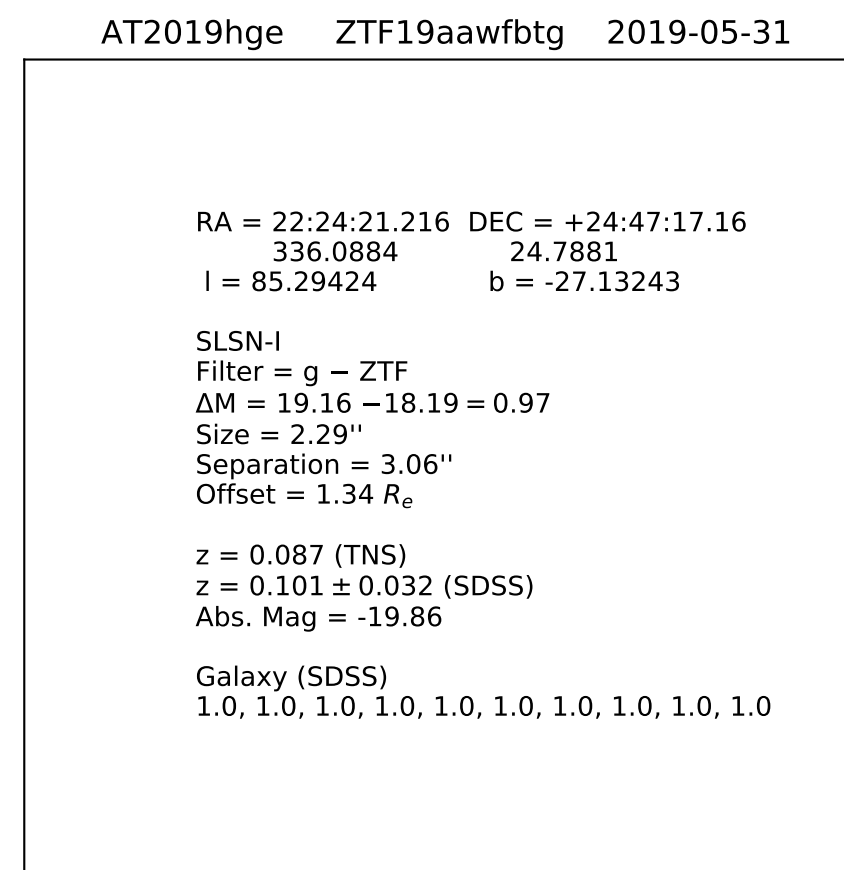 AT2019hge ZTF19aawfbtg 2019-05-31
RA = 22:24:21.216 DEC = +24:47:17.16
336.0884 24.7881
l = 85.29424 b = -27.13243
SLSN-I
Filter = g − ZTF
ΔM = 19.16 −18.19 = 0.97
Size = 2.29''
Separation = 3.06''
Offset = 1.34 Rₑ
z = 0.087 (TNS)
z = 0.101 ± 0.032 (SDSS)
Abs. Mag = -19.86
Galaxy (SDSS)
1.0, 1.0, 1.0, 1.0, 1.0, 1.0, 1.0, 1.0, 1.0, 1.0